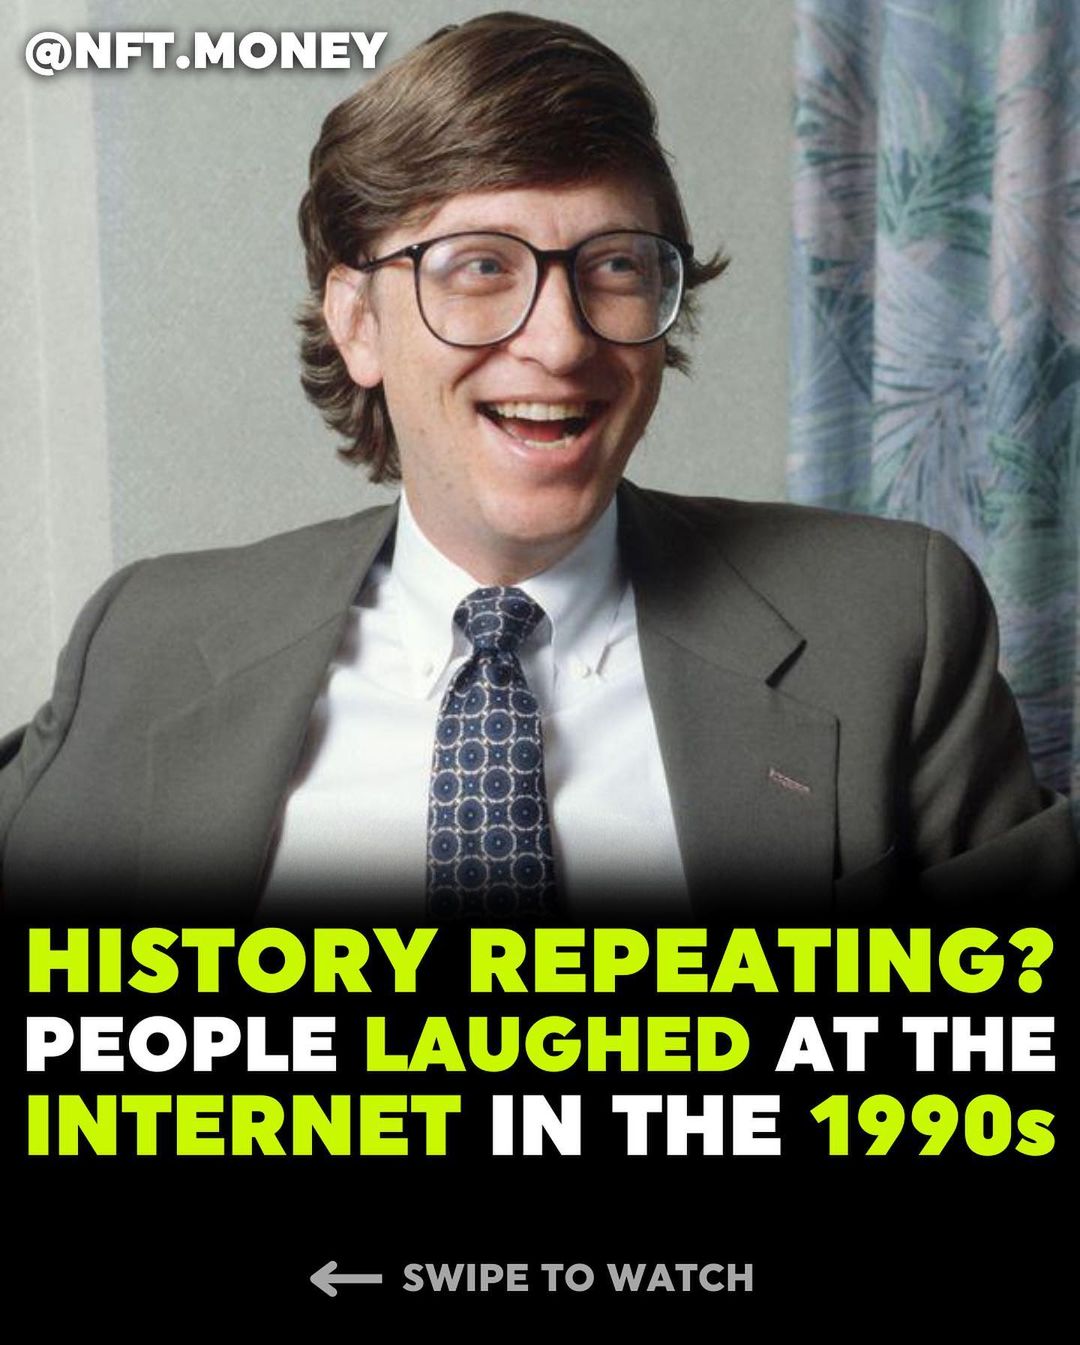 @NFT.MONEY
HISTORY REPEATING?
PEOPLE LAUGHED AT THE
INTERNET IN THE 1990s
SWIPE TO WATCH